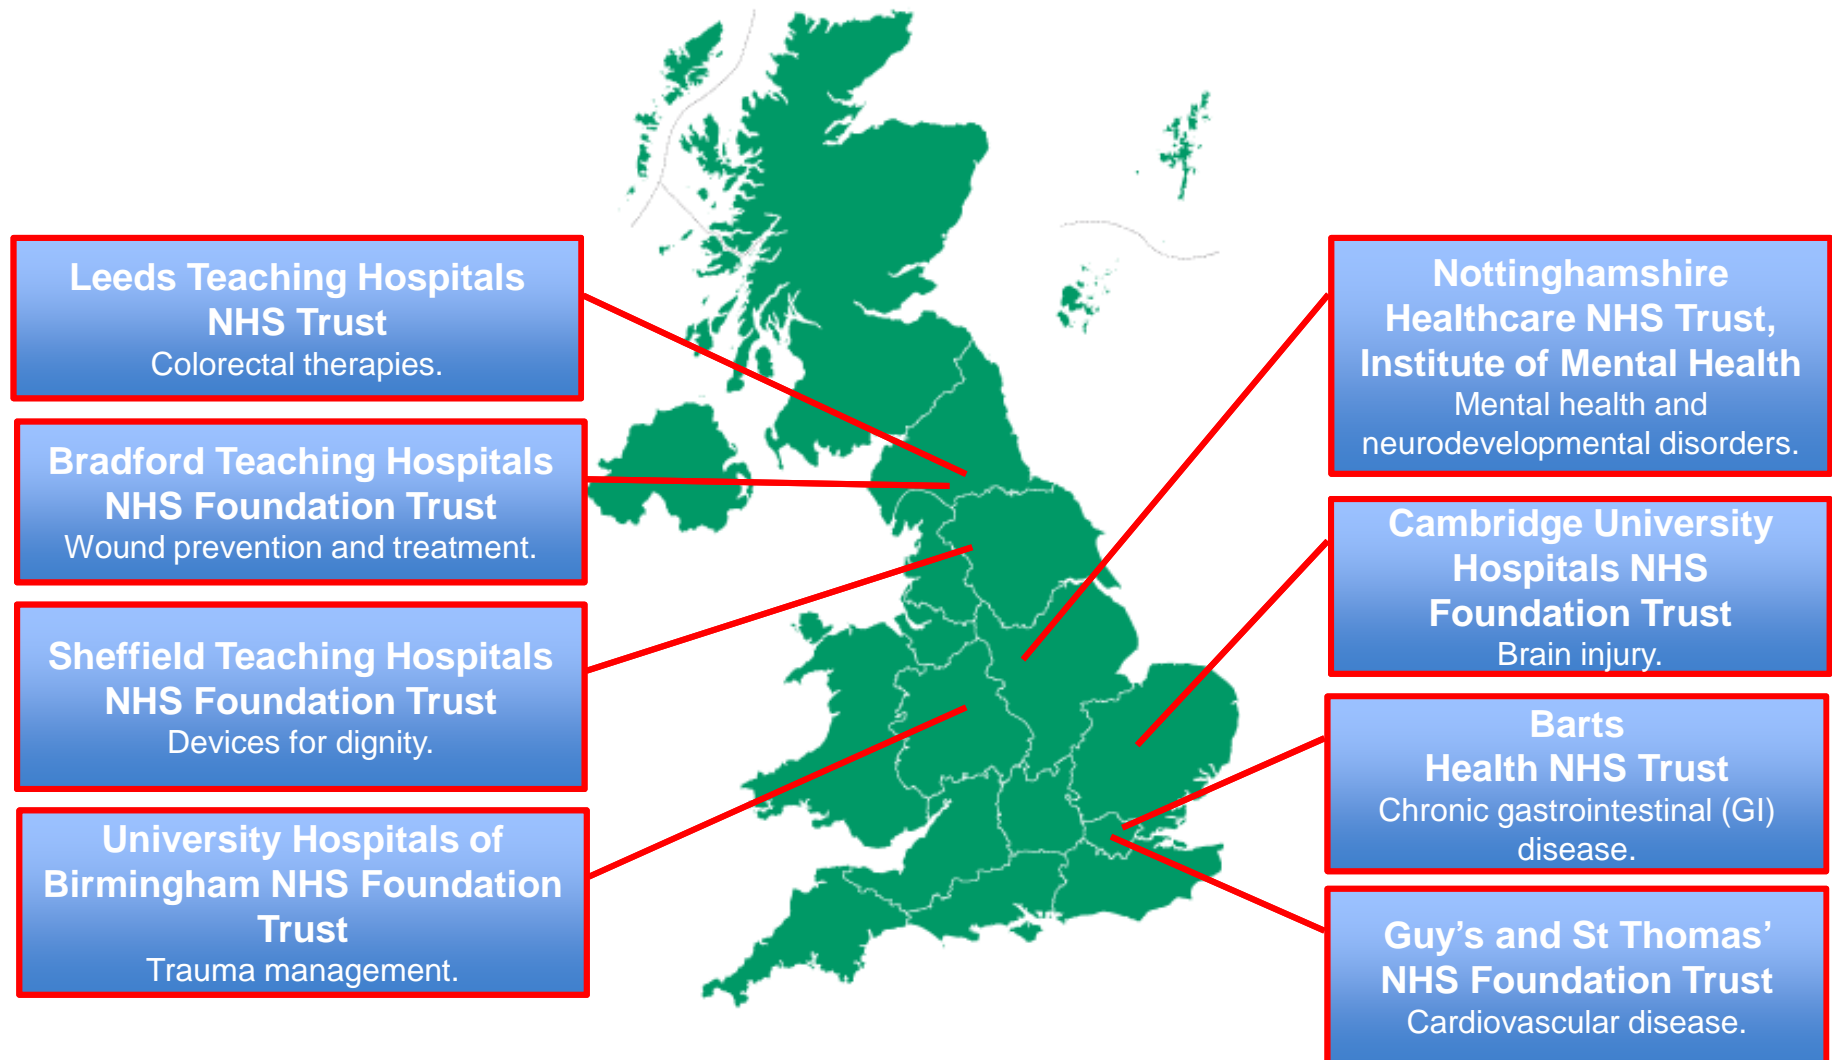 Leeds Teaching Hospitals
NHS Trust
Colorectal therapies.
Bradford Teaching Hospitals
NHS Foundation Trust
Wound prevention and treatment.
Sheffield Teaching Hospitals
NHS Foundation Trust
Devices for dignity.
University Hospitals of
Birmingham NHS Foundation
Trust
Trauma management.
Nottinghamshire
Healthcare NHS Trust,
Institute of Mental Health
Mental health and
neurodevelopmental disorders.
Cambridge University
Hospitals NHS
Foundation Trust
Brain injury.
Barts
Health NHS Trust
Chronic gastrointestinal (GI)
disease.
Guy’s and St Thomas’
NHS Foundation Trust
Cardiovascular disease.